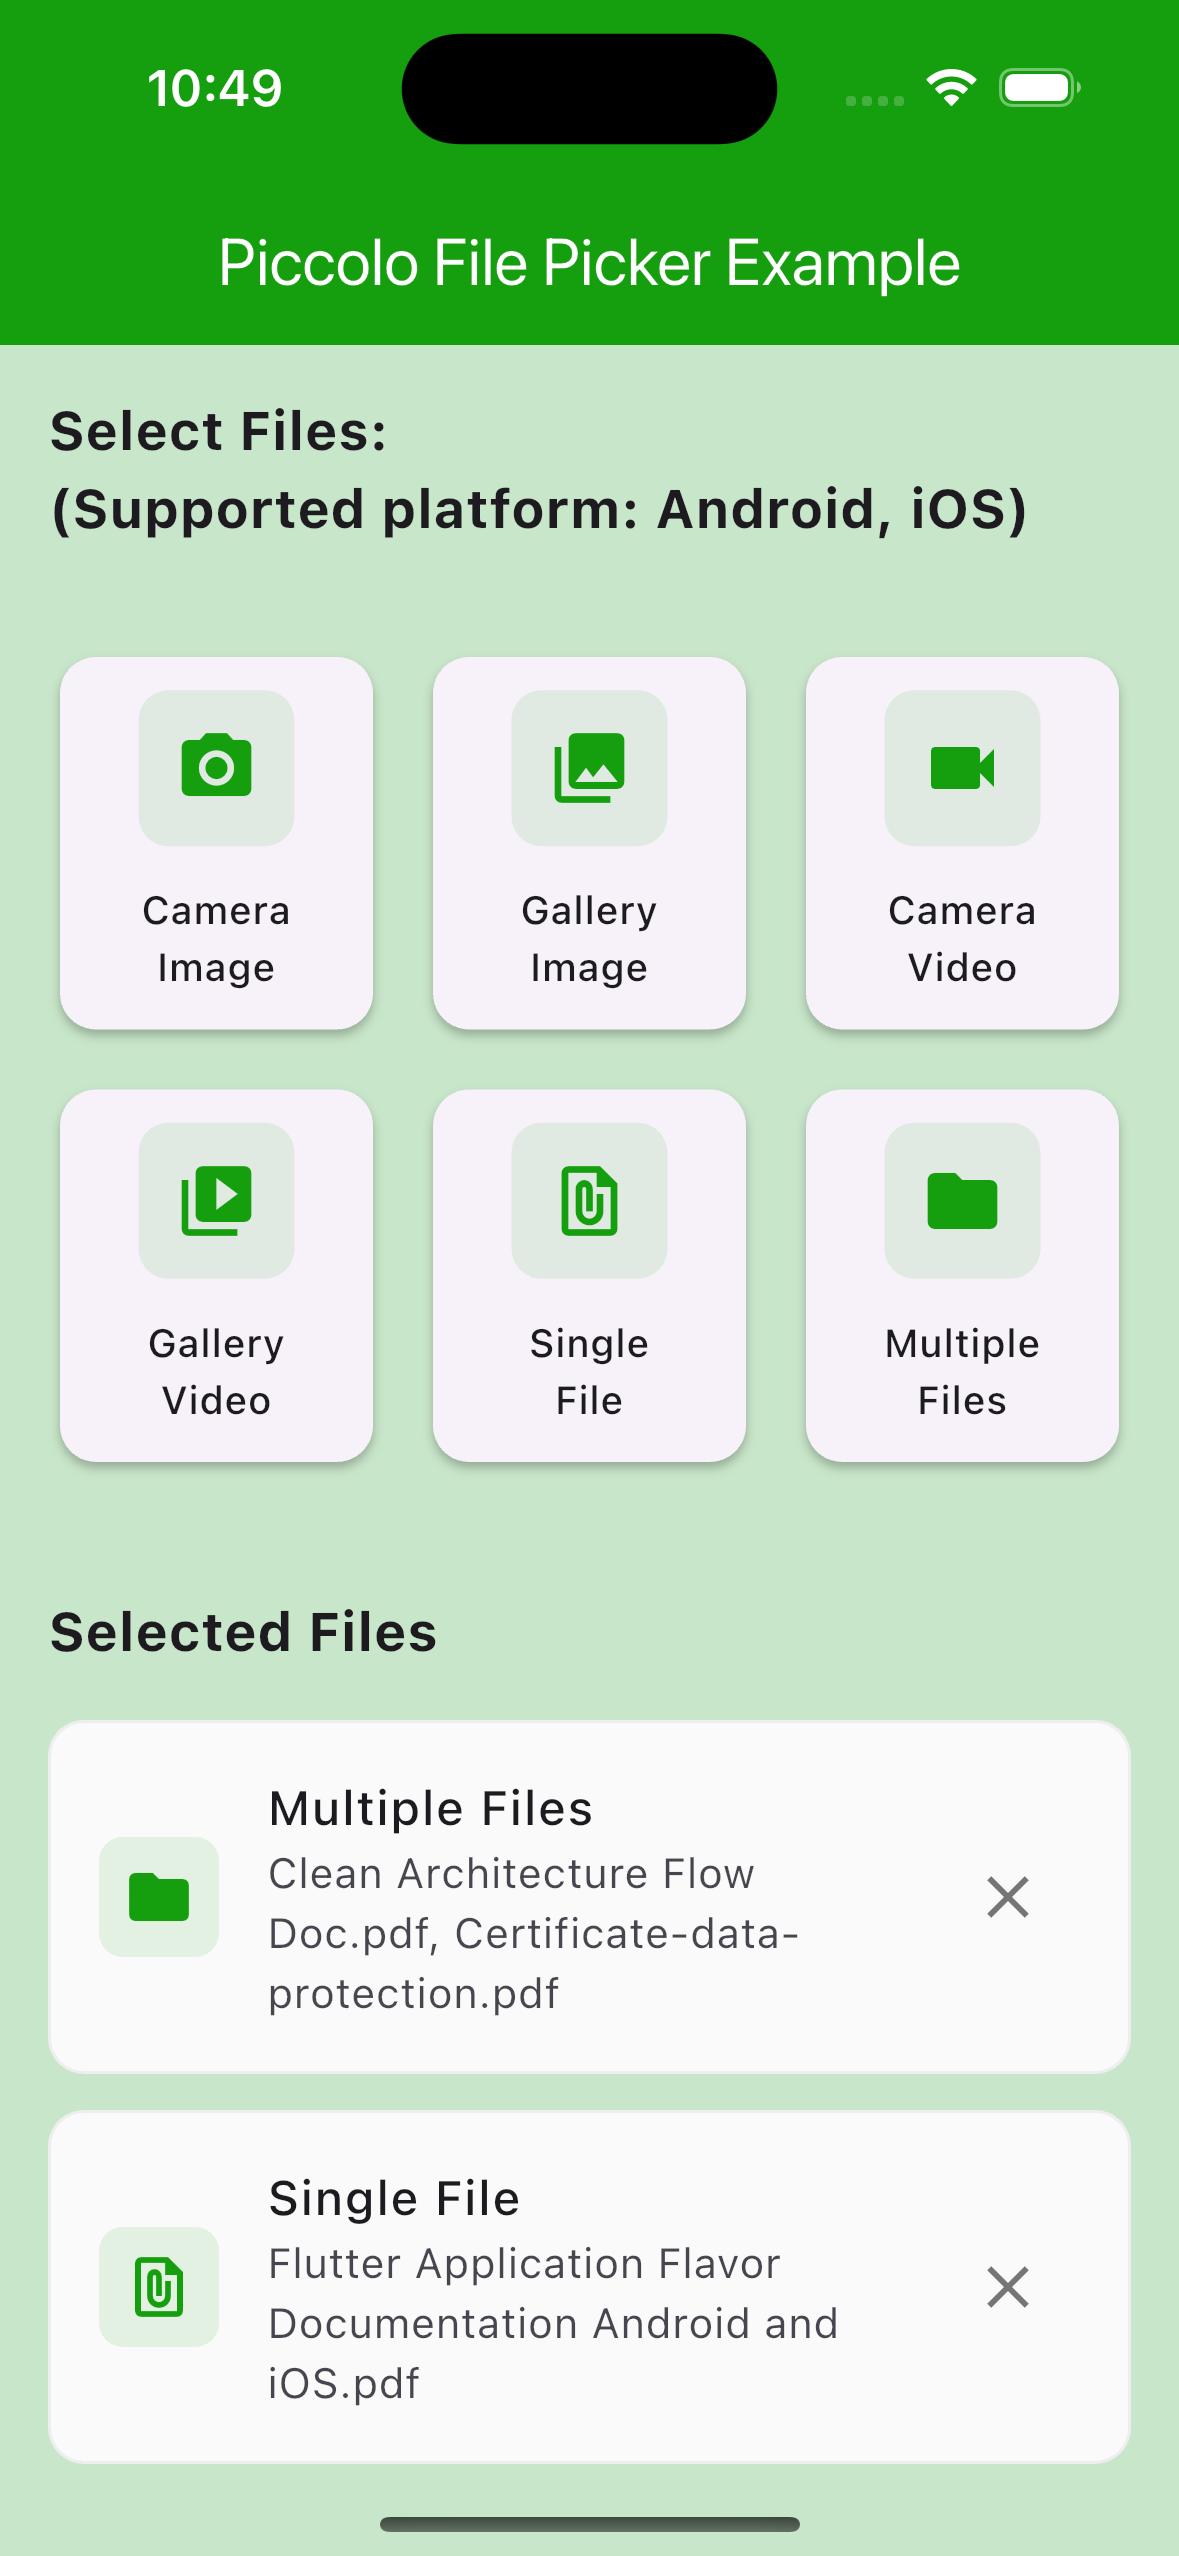 10:49
Piccolo File Picker Example
Select Files:
(Supported platform: Android, iOS)
Camera
Image
Gallery
Image
Camera
Video
Gallery
Video
Single
File
Multiple
Files
Selected Files
Multiple Files
Clean Architecture Flow
Doc.pdf, Certificate-data-
protection.pdf
Single File
Flutter Application Flavor
Documentation Android and
iOS.pdf